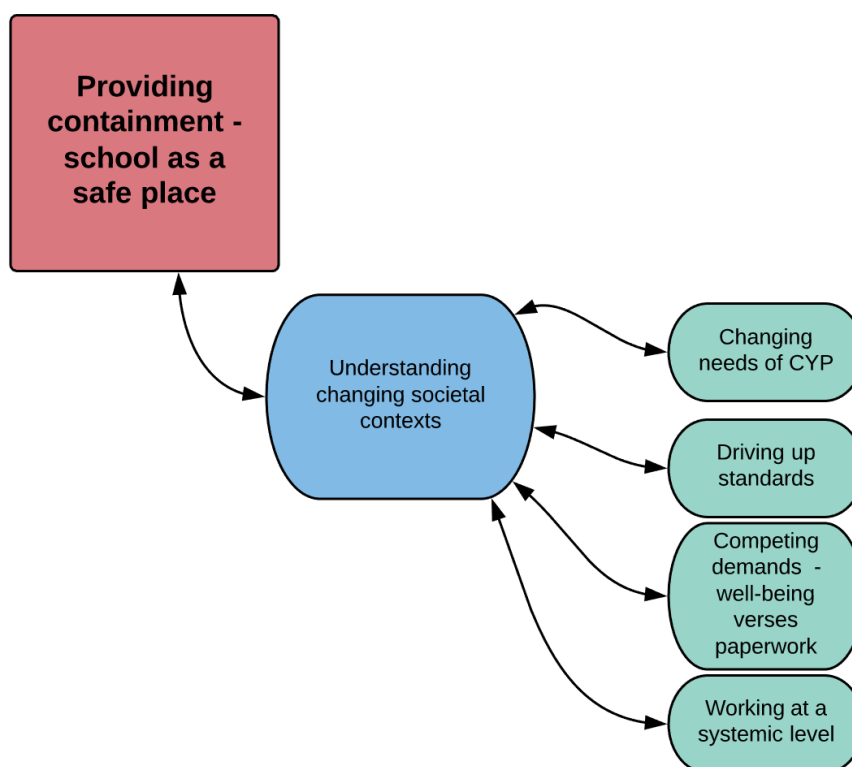 Providing
containment -
school as a
safe place
Understanding
changing societal
contexts
Changing
needs of CYP
Driving up
standards
Competing
demands  -
well-being
verses
paperwork
Working at a
systemic level